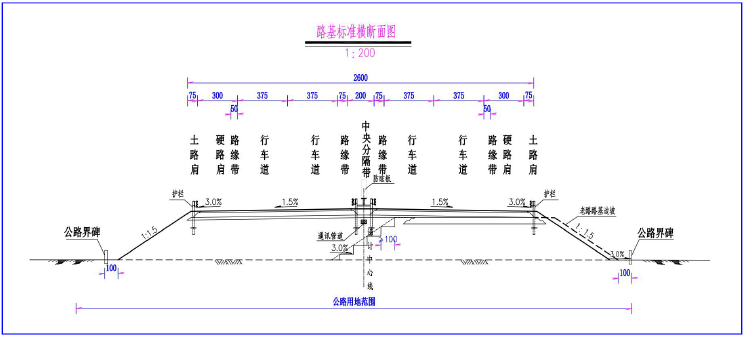 路基标准横断面图
1：200
2600
75 300 375 375 75 200 75 375 375 300 75
50 50
土路肩 硬路肩 路缘带 行车道 行车道 路缘带 中央分隔带 路缘带 行车道 行车道 路缘带 硬路肩 土路肩
防眩板
护栏 3.0% 1.5% 1.5% 3.0% 护栏
老路路基边坡
公路界碑 1:1.5 通讯管道 设计中心线 1:1.5 公路界碑
3.0% 100 3.0%
100 100
公路用地范围